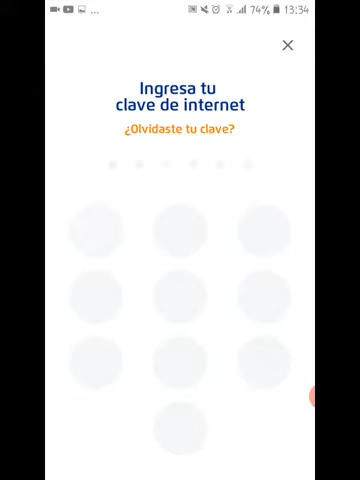 ... 74% 13:34
Ingresa tu
clave de internet
¿Olvidaste tu clave?